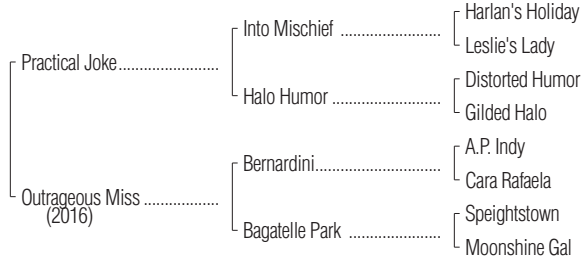 Harlan's Holiday
Into Mischief ....................
Leslie's Lady
Practical Joke....................
Distorted Humor
Halo Humor .....................
Gilded Halo
A.P. Indy
Bernardini.........................
Cara Rafaela
Outrageous Miss ...............
(2016)
Speightstown
Bagatelle Park ..................
Moonshine Gal